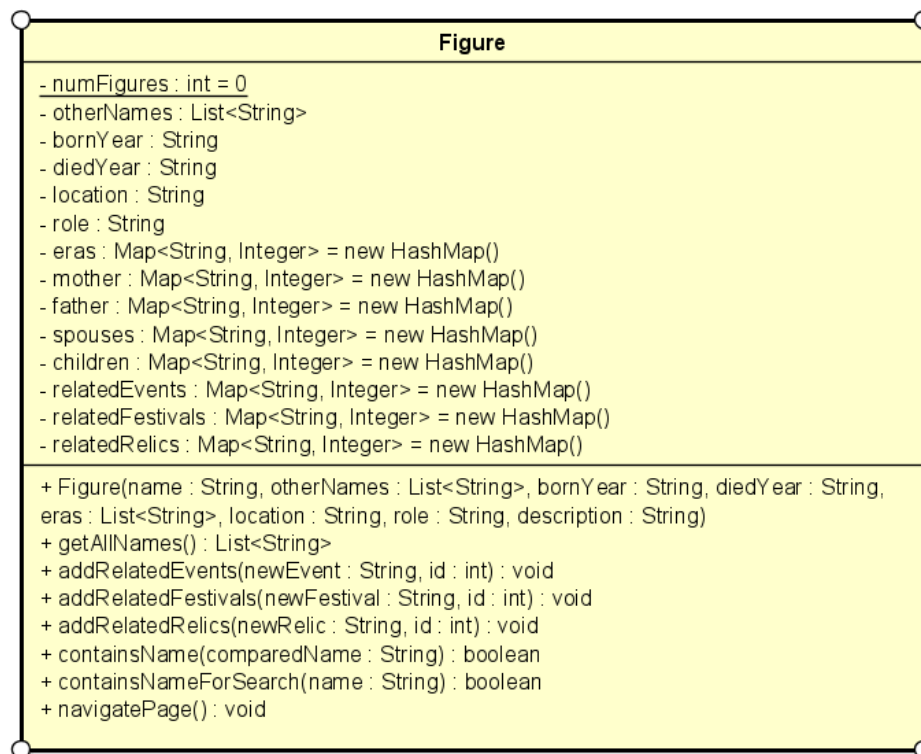 Figure
- numFigures : int = 0
- otherNames : List<String>
- bornYear : String
- diedYear : String
- location : String
- role : String
- eras : Map<String, Integer> = new HashMap()
- mother : Map<String, Integer> = new HashMap()
- father : Map<String, Integer> = new HashMap()
- spouses : Map<String, Integer> = new HashMap()
- children : Map<String, Integer> = new HashMap()
- relatedEvents : Map<String, Integer> = new HashMap()
- relatedFestivals : Map<String, Integer> = new HashMap()
- relatedRelics : Map<String, Integer> = new HashMap()
+ Figure(name : String, otherNames : List<String>, bornYear : String, diedYear : String,
eras : List<String>, location : String, role : String, description : String)
+ getAllNames() : List<String>
+ addRelatedEvents(newEvent : String, id : int) : void
+ addRelatedFestivals(newFestival : String, id : int) : void
+ addRelatedRelics(newRelic : String, id : int) : void
+ containsName(comparedName : String) : boolean
+ containsNameForSearch(name : String) : boolean
+ navigatePage() : void